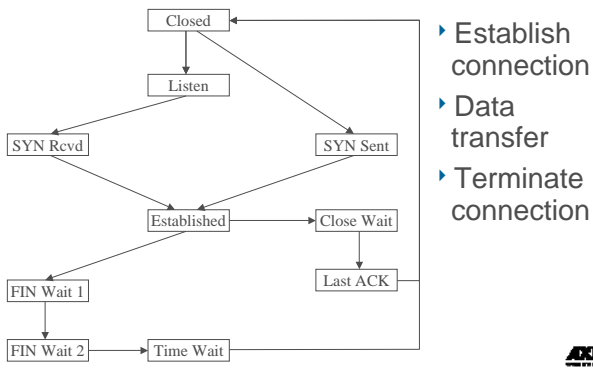 Closed
Listen
SYN Rcvd
SYN Sent
Established
Close Wait
Last ACK
FIN Wait 1
FIN Wait 2
Time Wait
Establish
connection
Data
transfer
Terminate
connection